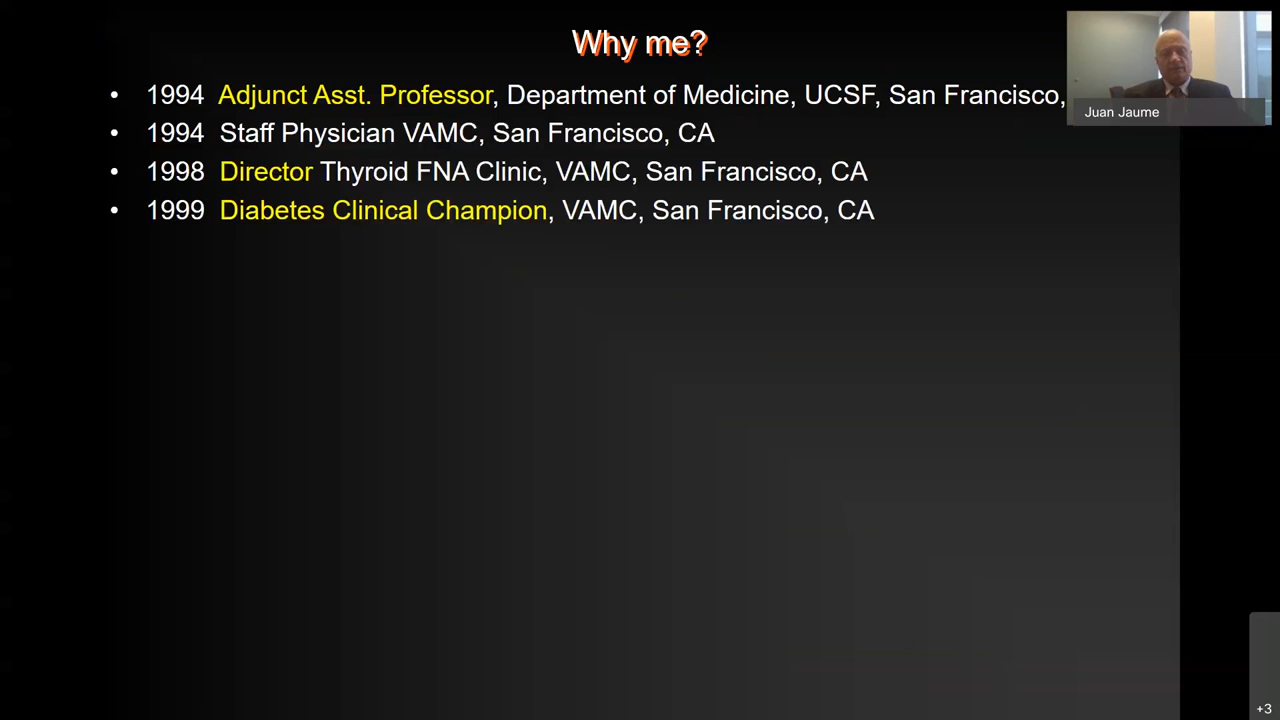 Why me?
• 1994 Adjunct Asst. Professor, Department of Medicine, UCSF, San Francisco,
• 1994 Staff Physician VAMC, San Francisco, CA
• 1998 Director Thyroid FNA Clinic, VAMC, San Francisco, CA
• 1999 Diabetes Clinical Champion, VAMC, San Francisco, CA
Juan Jaume
+3